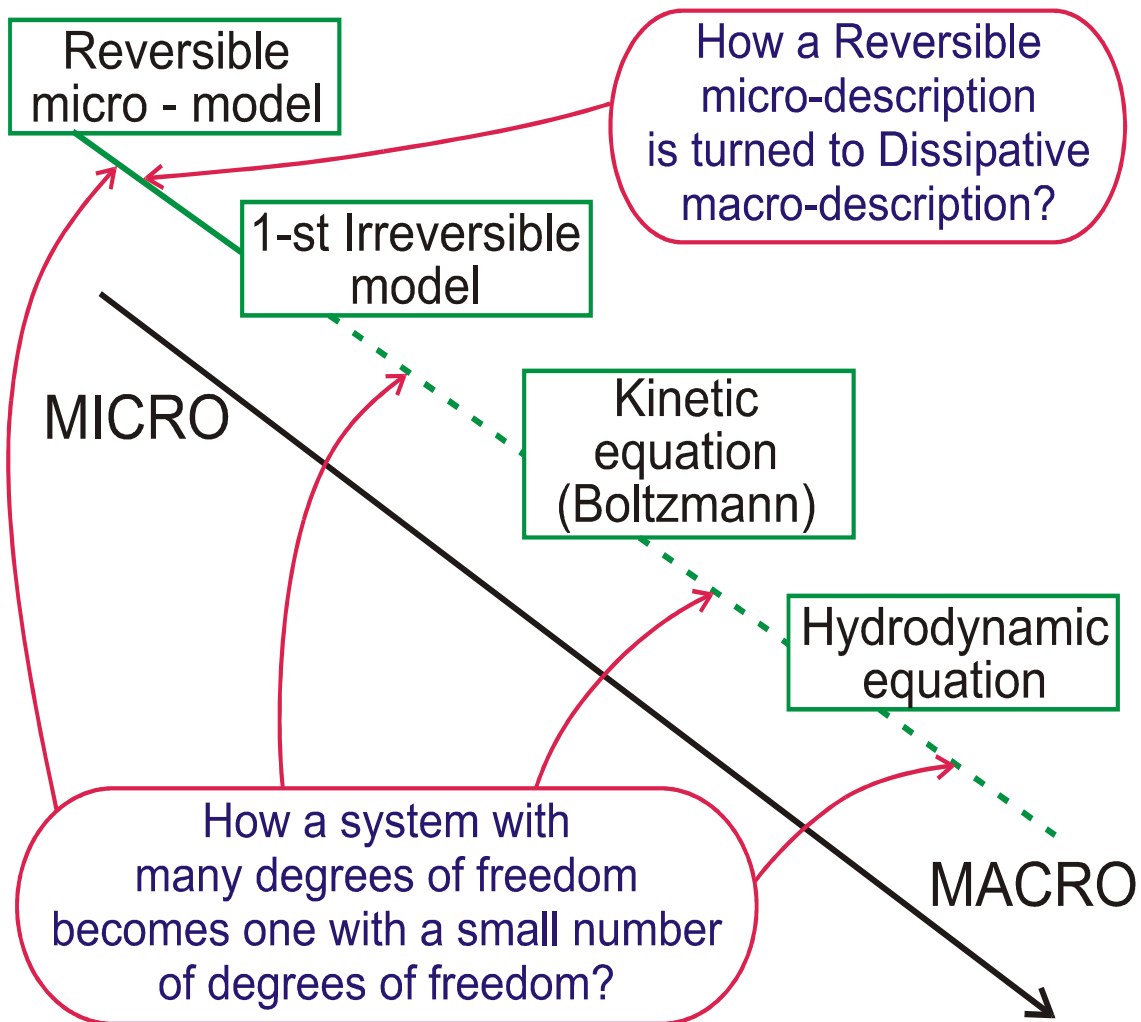 Reversible
micro - model
How a Reversible
micro-description
is turned to Dissipative
macro-description?
1-st Irreversible
model
MICRO
Kinetic
equation
(Boltzmann)
Hydrodynamic
equation
How a system with
many degrees of freedom
becomes one with a small number
of degrees of freedom?
MACRO